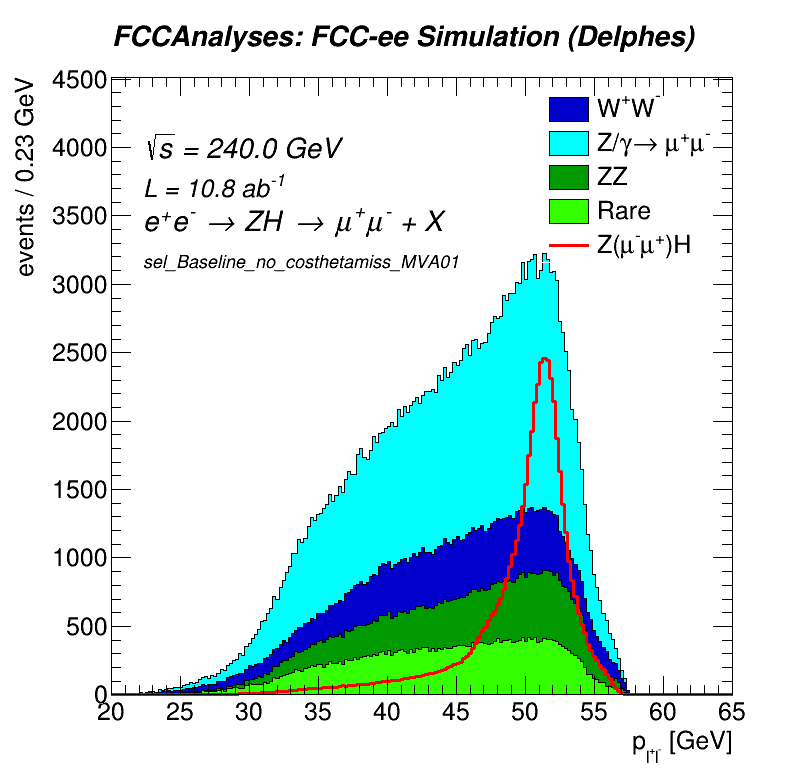 FCCAnalyses: FCC-ee Simulation (Delphes)
events / 0.23 GeV
4500
4000
3500
3000
2500
2000
1500
1000
500
0
√s = 240.0 GeV
L = 10.8 ab⁻¹
e⁺e⁻ → ZH → μ⁺μ⁻ + X
sel_Baseline_no_costhetamiss_MVA01
W⁺W⁻
Z/γ→ μ⁺μ⁻
ZZ
Rare
Z(μ⁻μ⁺)H
20 25 30 35 40 45 50 55 60 65
p_l⁺l⁻ [GeV]